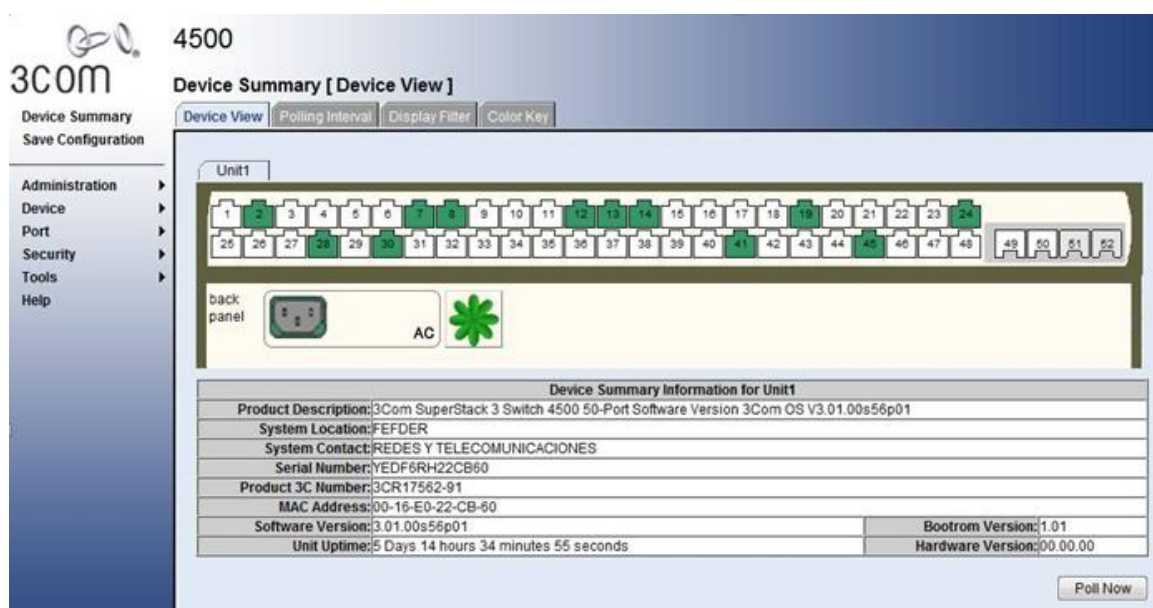 4500
3COM
Device Summary [ Device View ]
Device Summary
Save Configuration
Administration
Device
Port
Security
Tools
Help
Device View Polling Interval Display Filter Color Key
Unit1
1 2 3 4 5 6 7 8 9 10 11 12 13 14 15 16 17 18 19 20 21 22 23 24
25 26 27 28 29 30 31 32 33 34 35 36 37 38 39 40 41 42 43 44 45 46 47 48 49 50 51 52
back
panel
AC
Device Summary Information for Unit1
Product Description: 3Com SuperStack 3 Switch 4500 50-Port Software Version 3Com OS V3.01.00s56p01
System Location: FEFDER
System Contact: REDES Y TELECOMUNICACIONES
Serial Number: YEDF6RH22CB60
Product 3C Number: 3CR17562-91
MAC Address: 00-16-E0-22-CB-60
Software Version: 3.01.00s56p01 Bootrom Version: 1.01
Unit Uptime: 5 Days 14 hours 34 minutes 55 seconds Hardware Version: 00.00.00
Poll Now